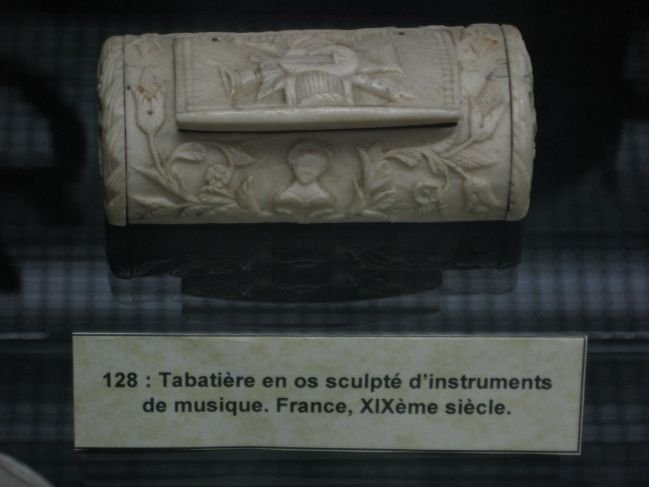 128 : Tabatière en os sculpté d'instruments
de musique. France, XIXème siècle.